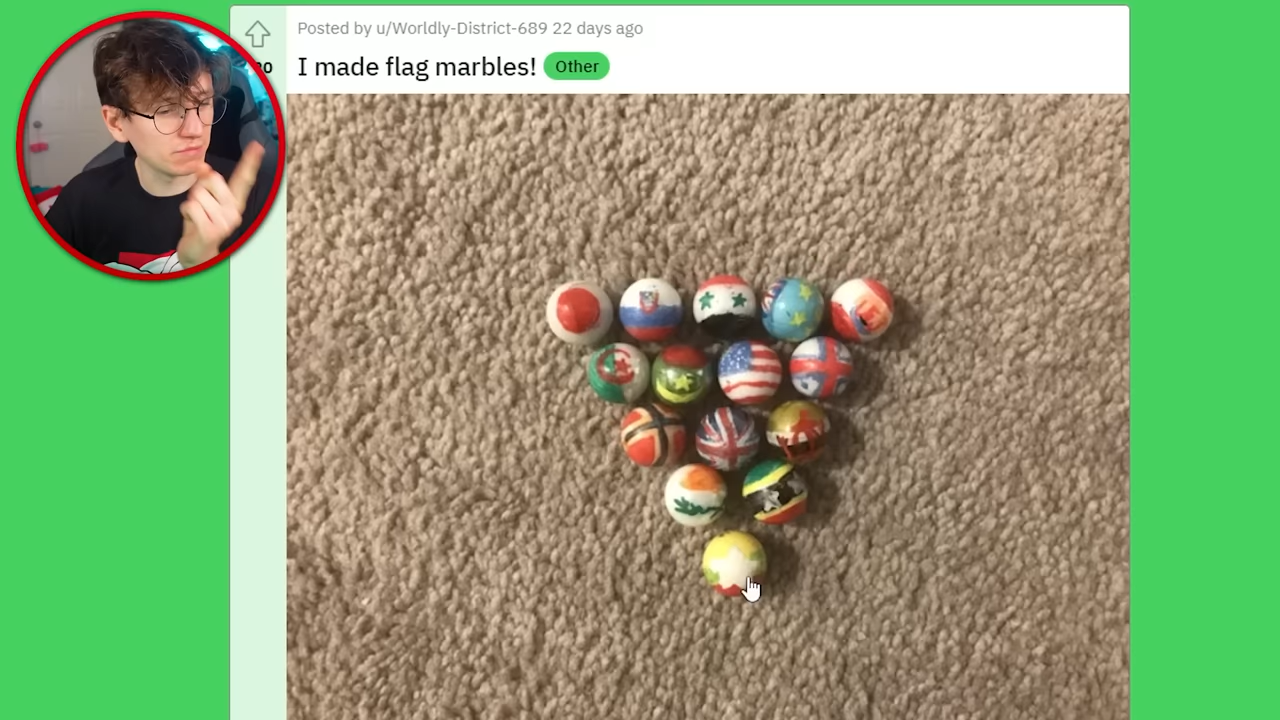 Posted by u/Worldly-District-689 22 days ago
I made flag marbles! Other